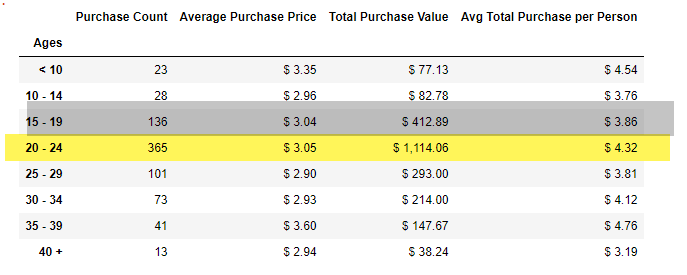 Purchase Count Average Purchase Price Total Purchase Value Avg Total Purchase per Person
Ages
< 10 23 $ 3.35 $ 77.13 $ 4.54
10 - 14 28 $ 2.96 $ 82.78 $ 3.76
15 - 19 136 $ 3.04 $ 412.89 $ 3.86
20 - 24 365 $ 3.05 $ 1,114.06 $ 4.32
25 - 29 101 $ 2.90 $ 293.00 $ 3.81
30 - 34 73 $ 2.93 $ 214.00 $ 4.12
35 - 39 41 $ 3.60 $ 147.67 $ 4.76
40 + 13 $ 2.94 $ 38.24 $ 3.19